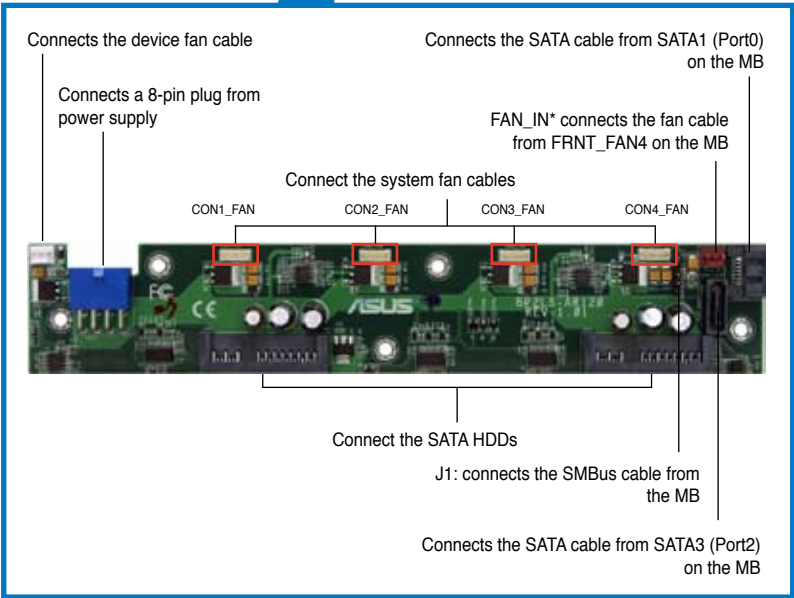 Connects the device fan cable
Connects the SATA cable from SATA1 (Port0)
on the MB
Connects a 8-pin plug from
power supply
FAN_IN* connects the fan cable
from FRNT_FAN4 on the MB
Connect the system fan cables
CON1_FAN
CON2_FAN
CON3_FAN
CON4_FAN
FC
CE
ASUS
Connect the SATA HDDs
J1: connects the SMBus cable from
the MB
Connects the SATA cable from SATA3 (Port2)
on the MB